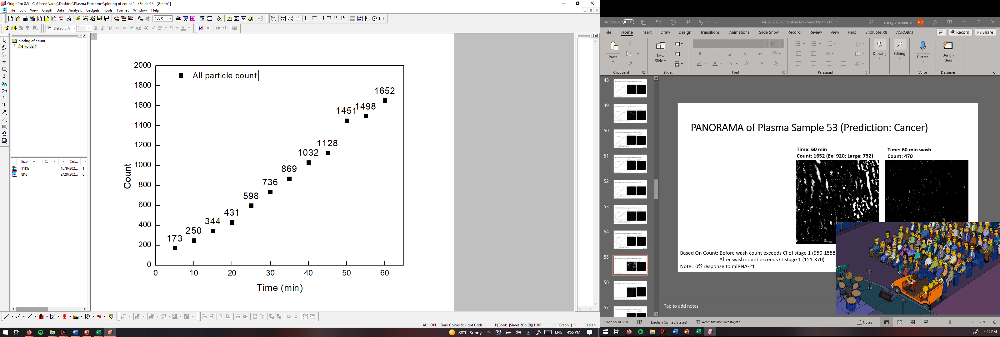 OriginPro 8.5 - C:\Users\Nareg\Desktop\Plasma Exosomes\ploting of count * - /Folder1/ - [Graph1]
File Edit View Graph Data Analysis Gadgets Tools Format Window Help
100%
Default: A 0 B I U
ploting of count
Folder1
Size C. Cre...
11KB 10/9/202... 1
8KB 2/28/202... 0
1
All particle count
2000
1800
1600
1400
1200
1000
800
600
400
200
0
Count
173
250
344
431
598
736
869
1032
1128
1451
1498
1652
0 10 20 30 40 50 60
Time (min)
AU : ON Dark Colors & Light Grids 1:[Book1]Sheet1!Col(B)[1:30] 1:[Graph1]1!1 Radian
88°F Sunny ENG 4:55 PM
AutoSave Off 04-20-2022 lung blind tes • Saved to this PC nareg ohannesian NO
File Home Insert Draw Design Transitions Animations Slide Show Record Review View Help EndNote X8 ACROBAT Record Share
Paste
New
Slide
18
B I U S ab AV
Aa A A
Drawing
Editing
Dictate
Design
Ideas
Clipboard Slides Font Paragraph Voice Designer
48
49
50
51
52
53
54
55
56
57
PANORAMA of Plasma Sample 53 (Prediction: Cancer)
Time: 60 min
Count: 1652 (Ex: 920; Large: 732)
Time: 60 min wash
Count: 470
Based On Count: Before wash count exceeds CI of stage 1 (950-1558
After wash count exceeds CI stage 1 (151-370)
Note: 0% response to miRNA-21
Tap to add notes
Slide 55 of 110 English (United States) Accessibility: Investigate Notes 75%
4:55 PM